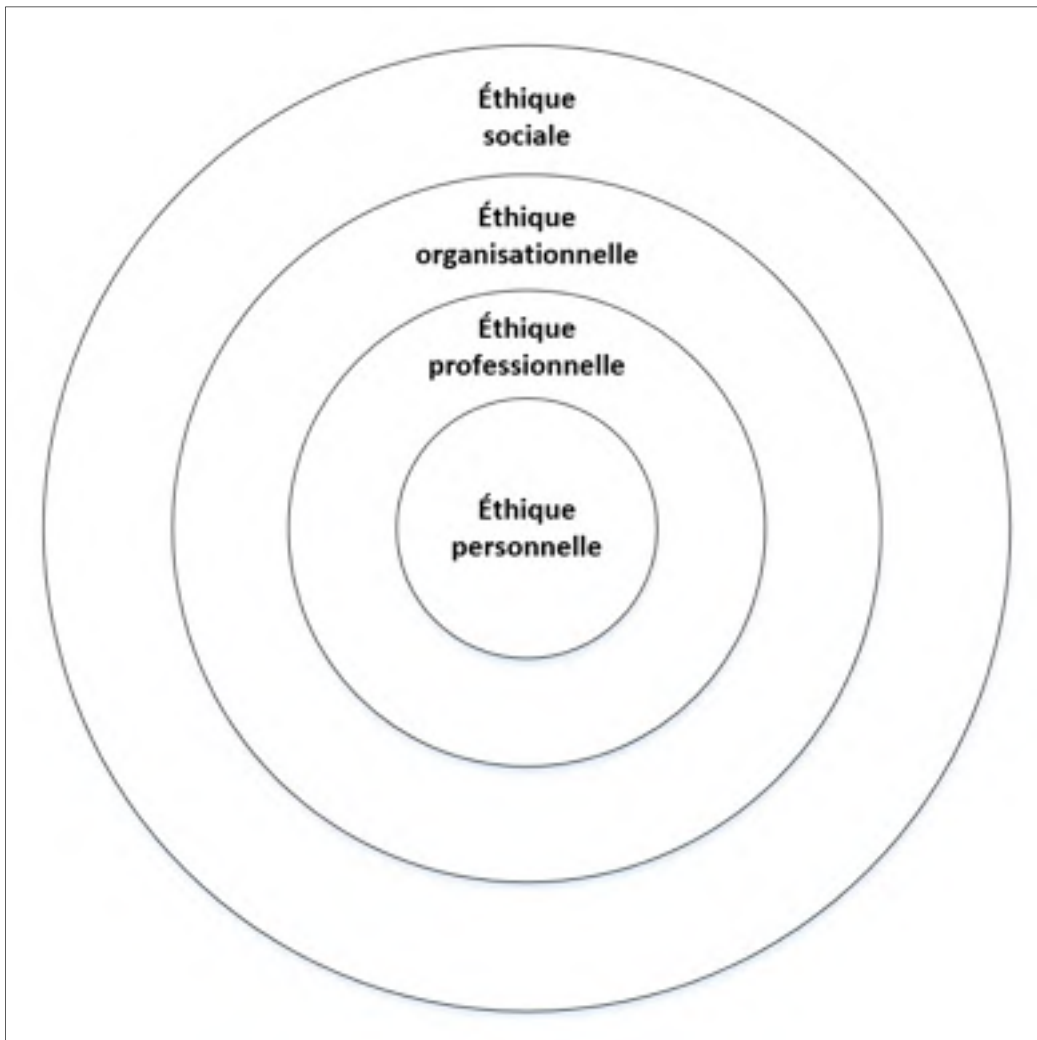 Éthique
sociale
Éthique
organisationnelle
Éthique
professionnelle
Éthique
personnelle